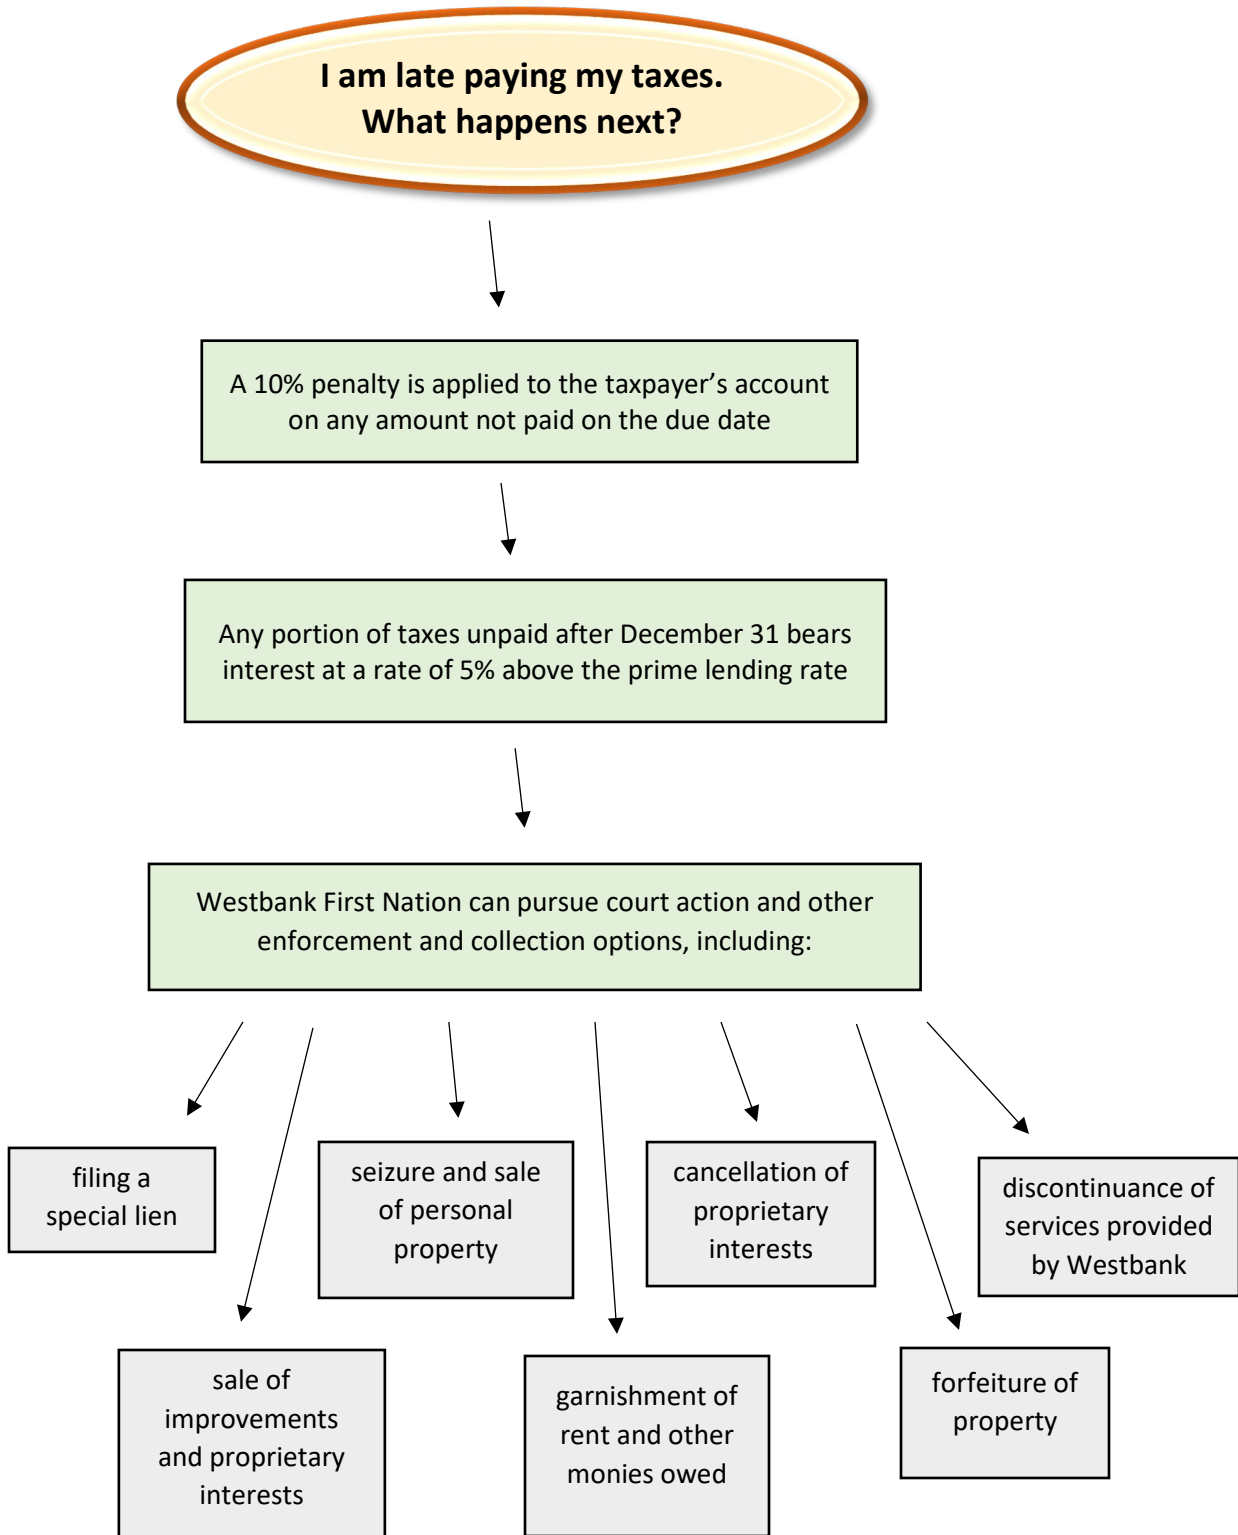 I am late paying my taxes.
What happens next?
A 10% penalty is applied to the taxpayer’s account
on any amount not paid on the due date
Any portion of taxes unpaid after December 31 bears
interest at a rate of 5% above the prime lending rate
Westbank First Nation can pursue court action and other
enforcement and collection options, including:
filing a
special lien
seizure and sale
of personal
property
cancellation of
proprietary
interests
discontinuance of
services provided
by Westbank
sale of
improvements
and proprietary
interests
garnishment of
rent and other
monies owed
forfeiture of
property